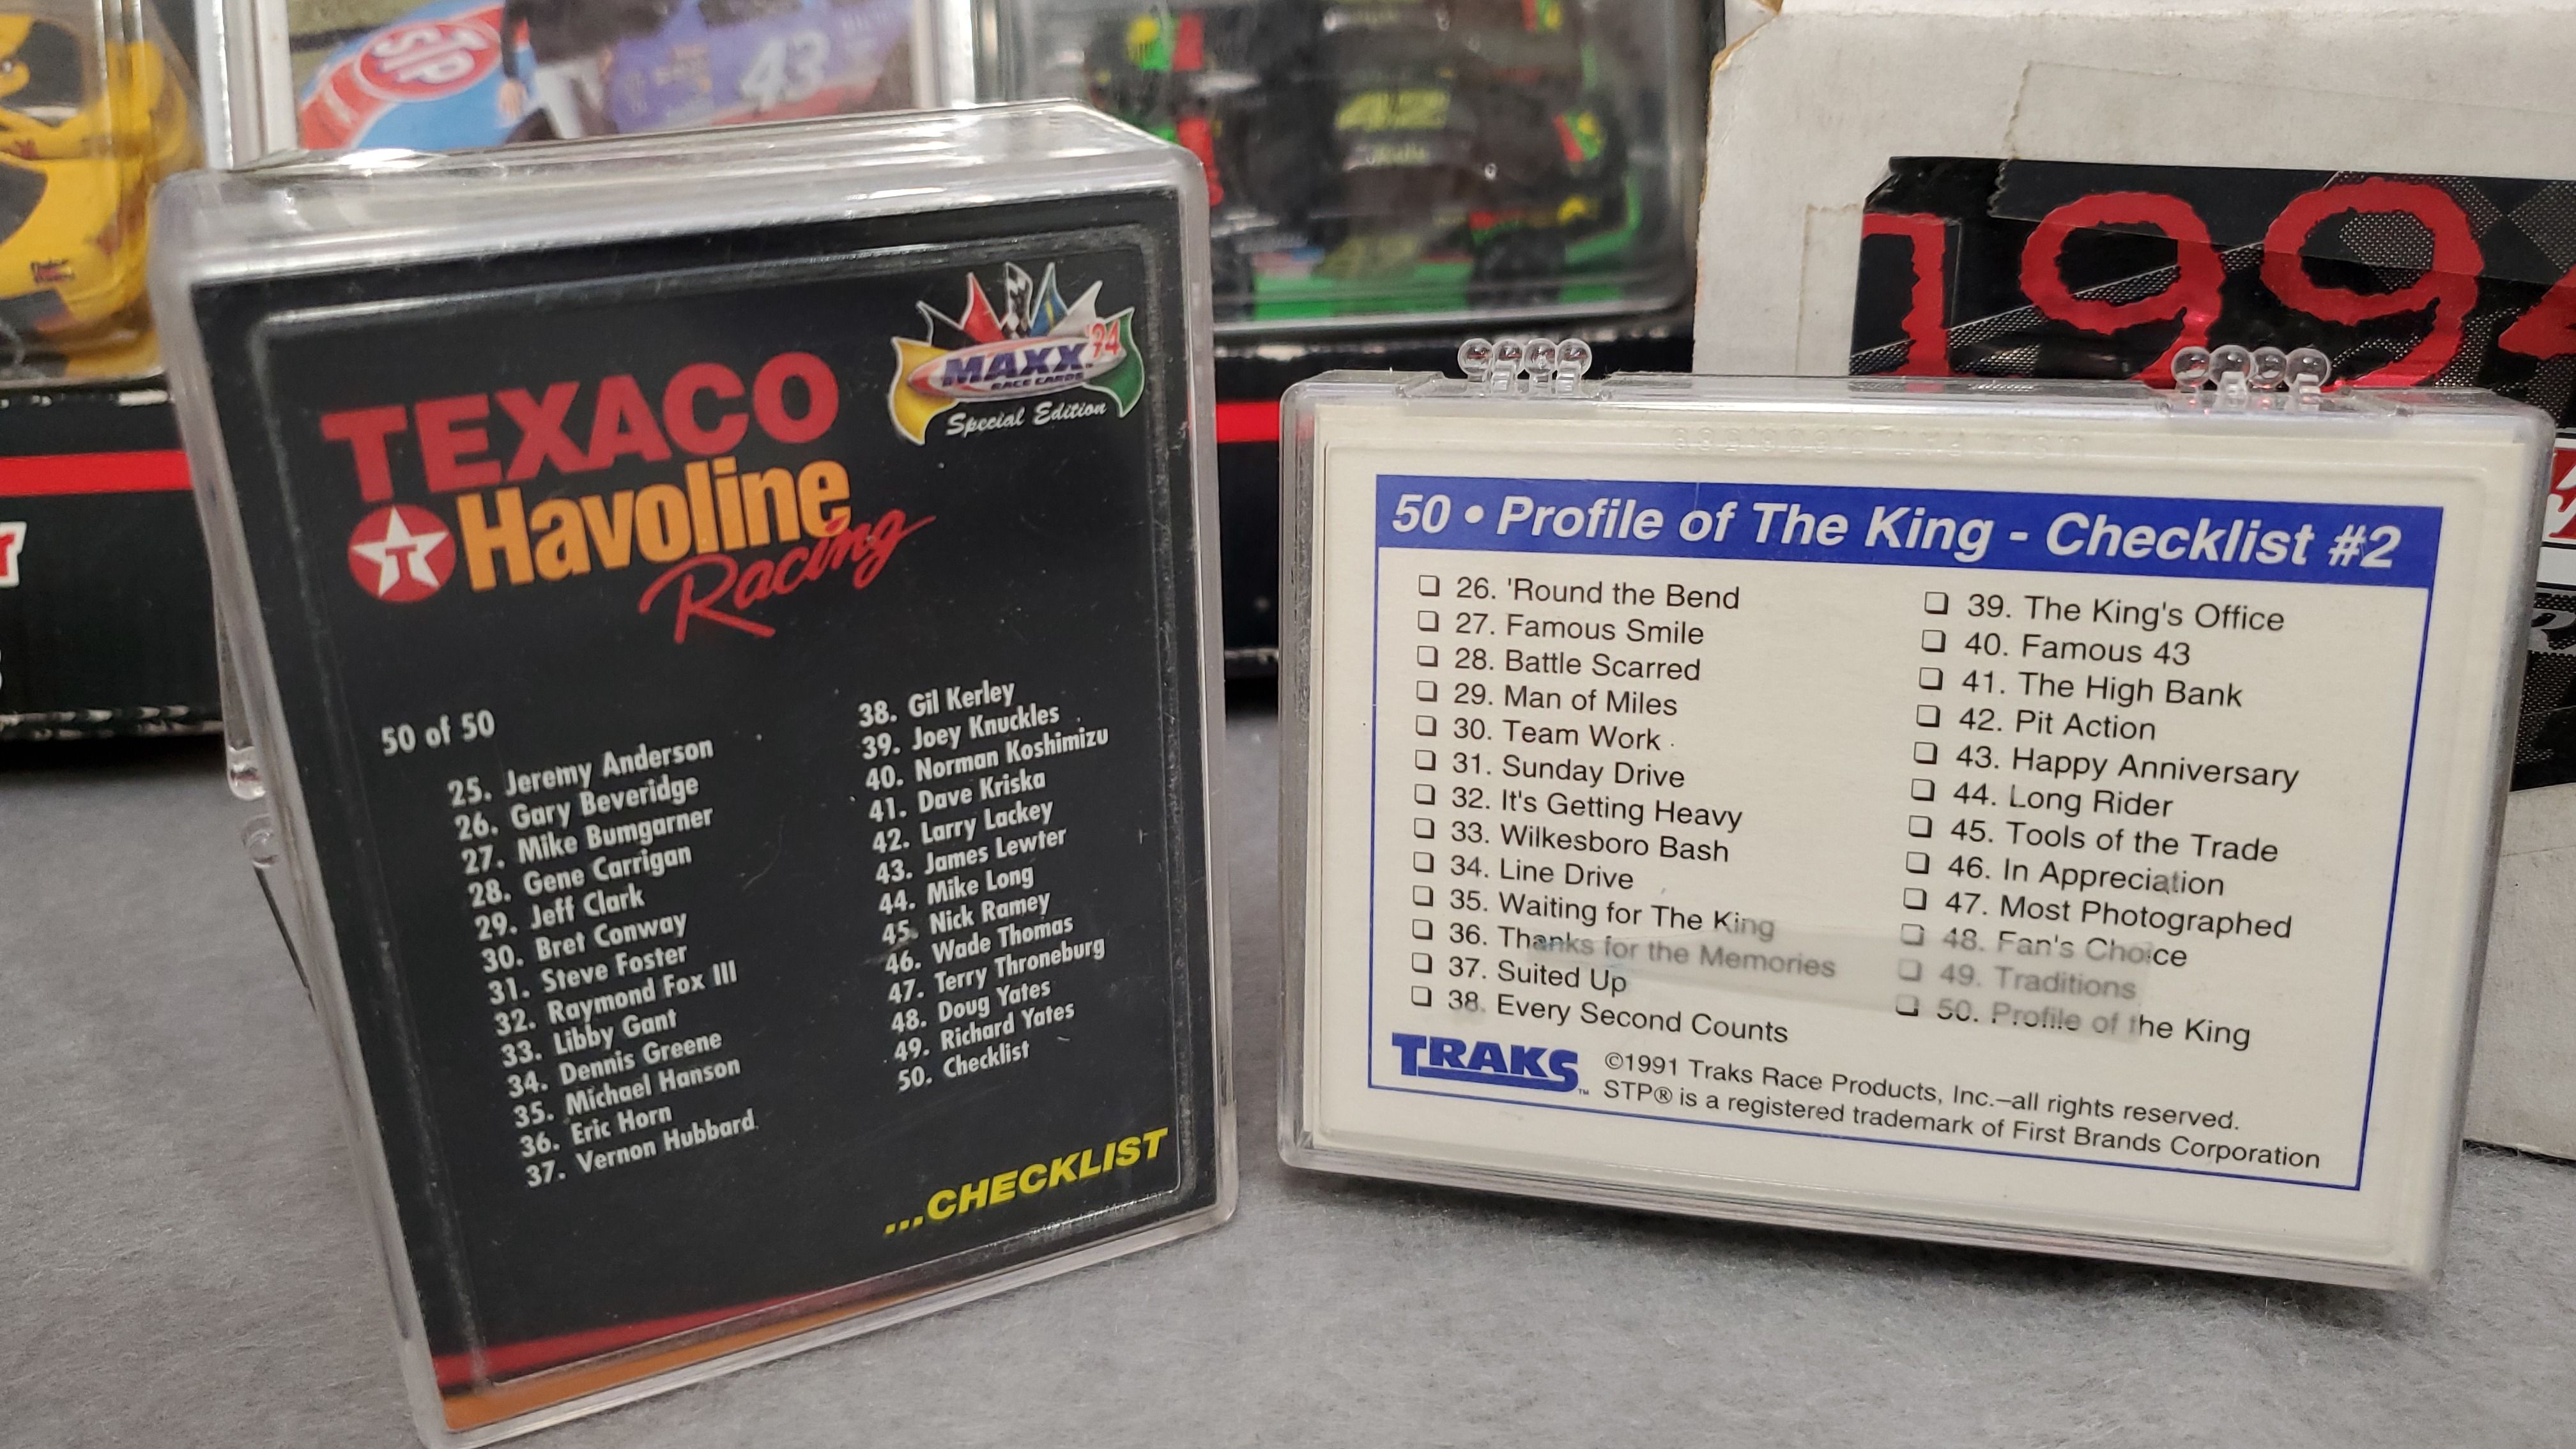 STP
43
42
199
TEXACO
Havoline
Racing
MAXX '94
RACE CARDS
Special Edition
50 of 50
25. Jeremy Anderson
26. Gary Beveridge
27. Mike Bumgarner
28. Gene Carrigan
29. Jeff Clark
30. Bret Conway
31. Steve Foster
32. Raymond Fox III
33. Libby Gant
34. Dennis Greene
35. Michael Hanson
36. Eric Horn
37. Vernon Hubbard
38. Gil Kerley
39. Joey Knuckles
40. Norman Koshimizu
41. Dave Kriska
42. Larry Lackey
43. James Lewter
44. Mike Long
45. Nick Ramey
46. Wade Thomas
47. Terry Throneburg
48. Doug Yates
49. Richard Yates
50. Checklist
...CHECKLIST
50 • Profile of The King - Checklist #2
26. 'Round the Bend
27. Famous Smile
28. Battle Scarred
29. Man of Miles
30. Team Work
31. Sunday Drive
32. It's Getting Heavy
33. Wilkesboro Bash
34. Line Drive
35. Waiting for The King
36. Thanks for the Memories
37. Suited Up
38. Every Second Counts
39. The King's Office
40. Famous 43
41. The High Bank
42. Pit Action
43. Happy Anniversary
44. Long Rider
45. Tools of the Trade
46. In Appreciation
47. Most Photographed
48. Fan's Choice
49. Traditions
50. Profile of the King
TRAKS™
©1991 Traks Race Products, Inc.–all rights reserved.
STP® is a registered trademark of First Brands Corporation